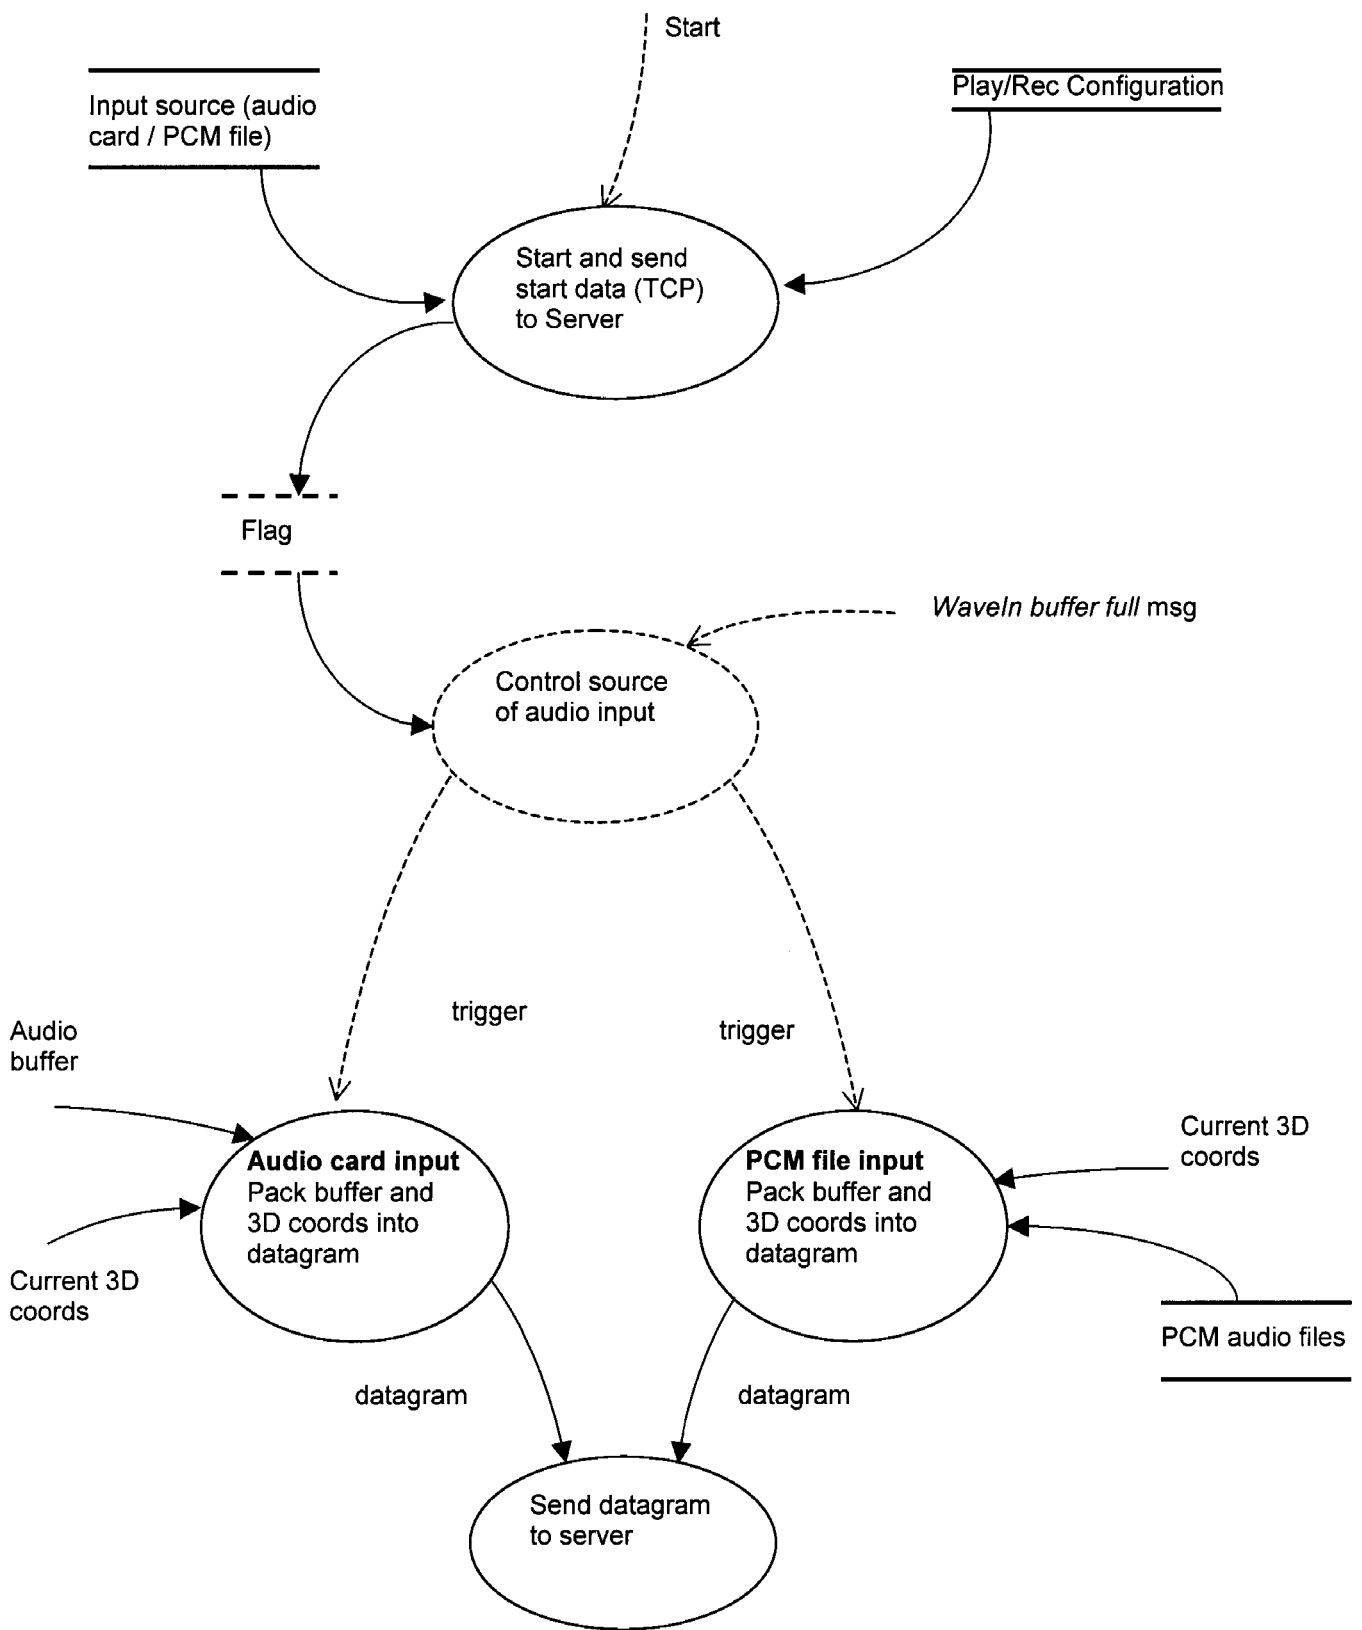 Start
Play/Rec Configuration
Input source (audio
card / PCM file)
Start and send
start data (TCP)
to Server
Flag
WaveIn buffer full msg
Control source
of audio input
trigger
trigger
Audio
buffer
Current 3D
coords
Audio card input
Pack buffer and
3D coords into
datagram
PCM file input
Pack buffer and
3D coords into
datagram
Current 3D
coords
PCM audio files
datagram
datagram
Send datagram
to server